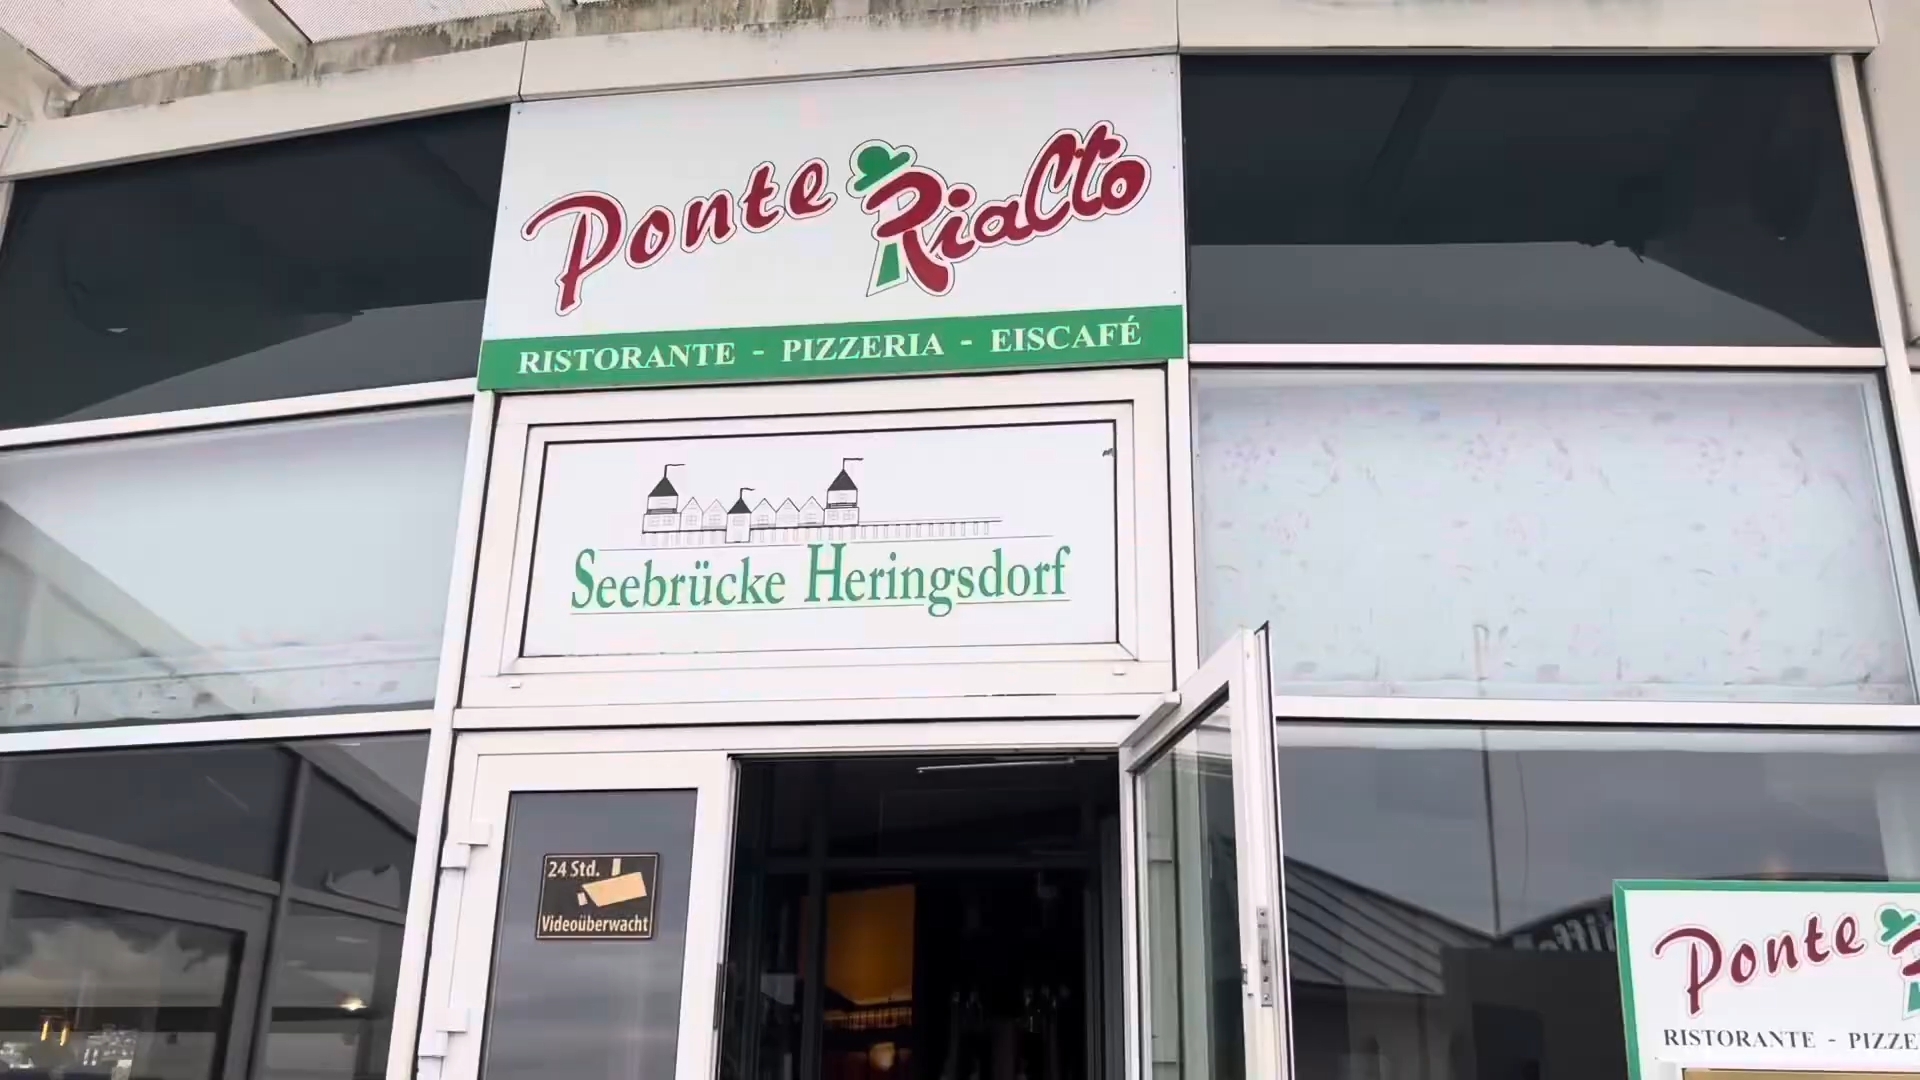 Ponte Rialto
RISTORANTE - PIZZERIA - EISCAFÉ
Seebrücke Heringsdorf
24 Std.
Videoüberwacht
Ponte
RISTORANTE - PIZZE